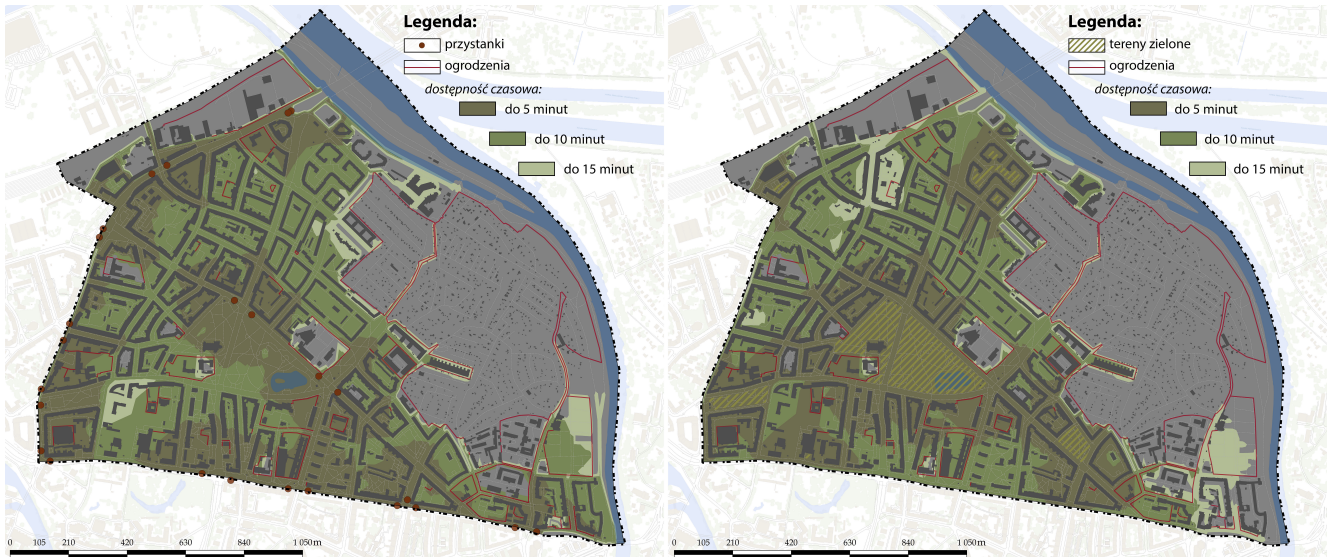 Legenda:
przystanki
ogrodzenia
dostępność czasowa:
do 5 minut
do 10 minut
do 15 minut
0 105 210 420 630 840 1 050 m
Legenda:
tereny zielone
ogrodzenia
dostępność czasowa:
do 5 minut
do 10 minut
do 15 minut
0 105 210 420 630 840 1 050 m